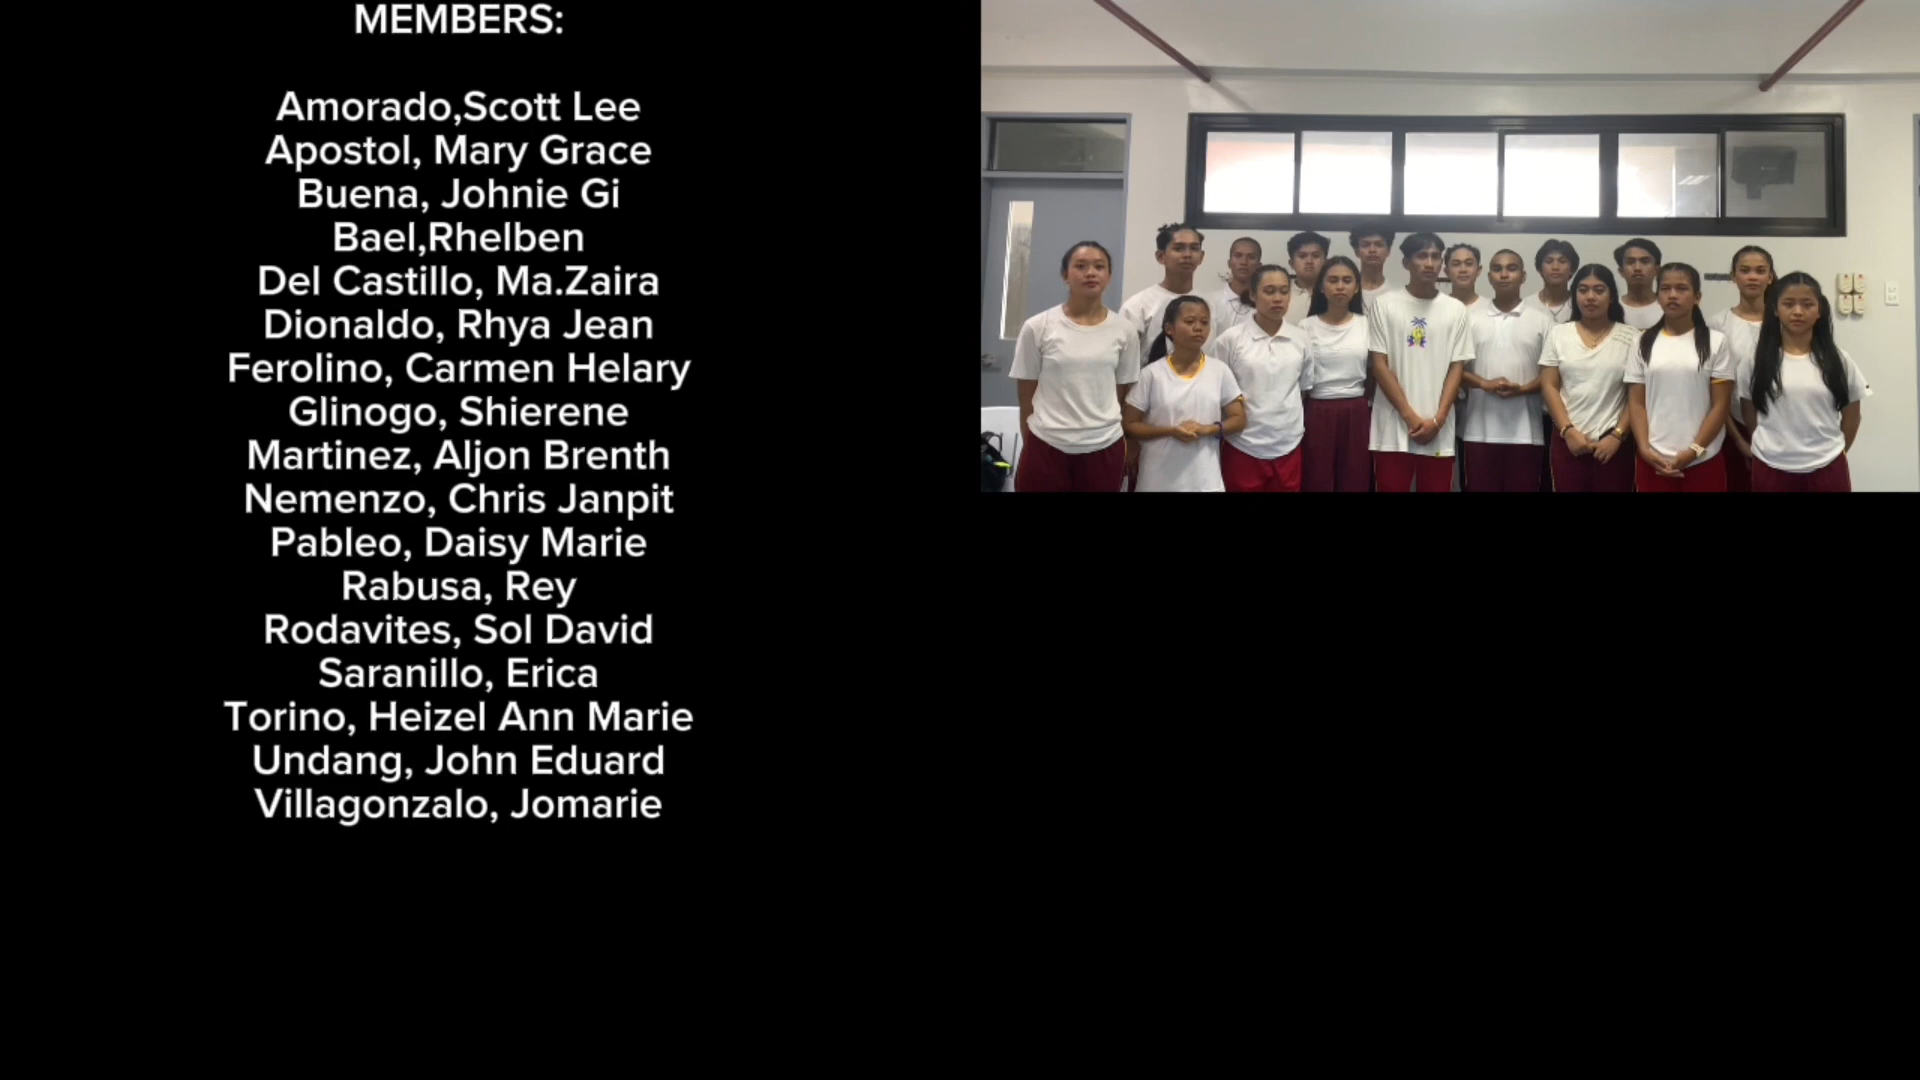 MEMBERS:
Amorado,Scott Lee
Apostol, Mary Grace
Buena, Johnie Gi
Bael,Rhelben
Del Castillo, Ma.Zaira
Dionaldo, Rhya Jean
Ferolino, Carmen Helary
Glinogo, Shierene
Martinez, Aljon Brenth
Nemenzo, Chris Janpit
Pableo, Daisy Marie
Rabusa, Rey
Rodavites, Sol David
Saranillo, Erica
Torino, Heizel Ann Marie
Undang, John Eduard
Villagonzalo, Jomarie